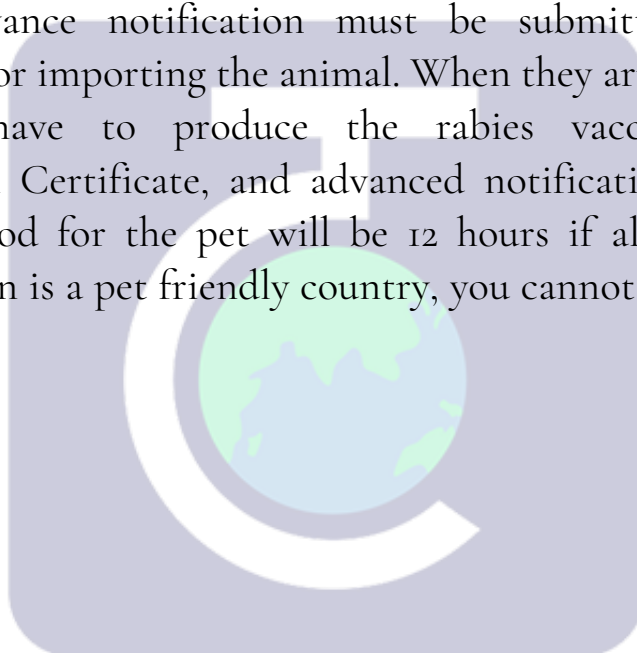 vance notification must be submit
or importing the animal. When they ar
have to produce the rabies vacc
Certificate, and advanced notificati
od for the pet will be 12 hours if al
n is a pet friendly country, you cannot